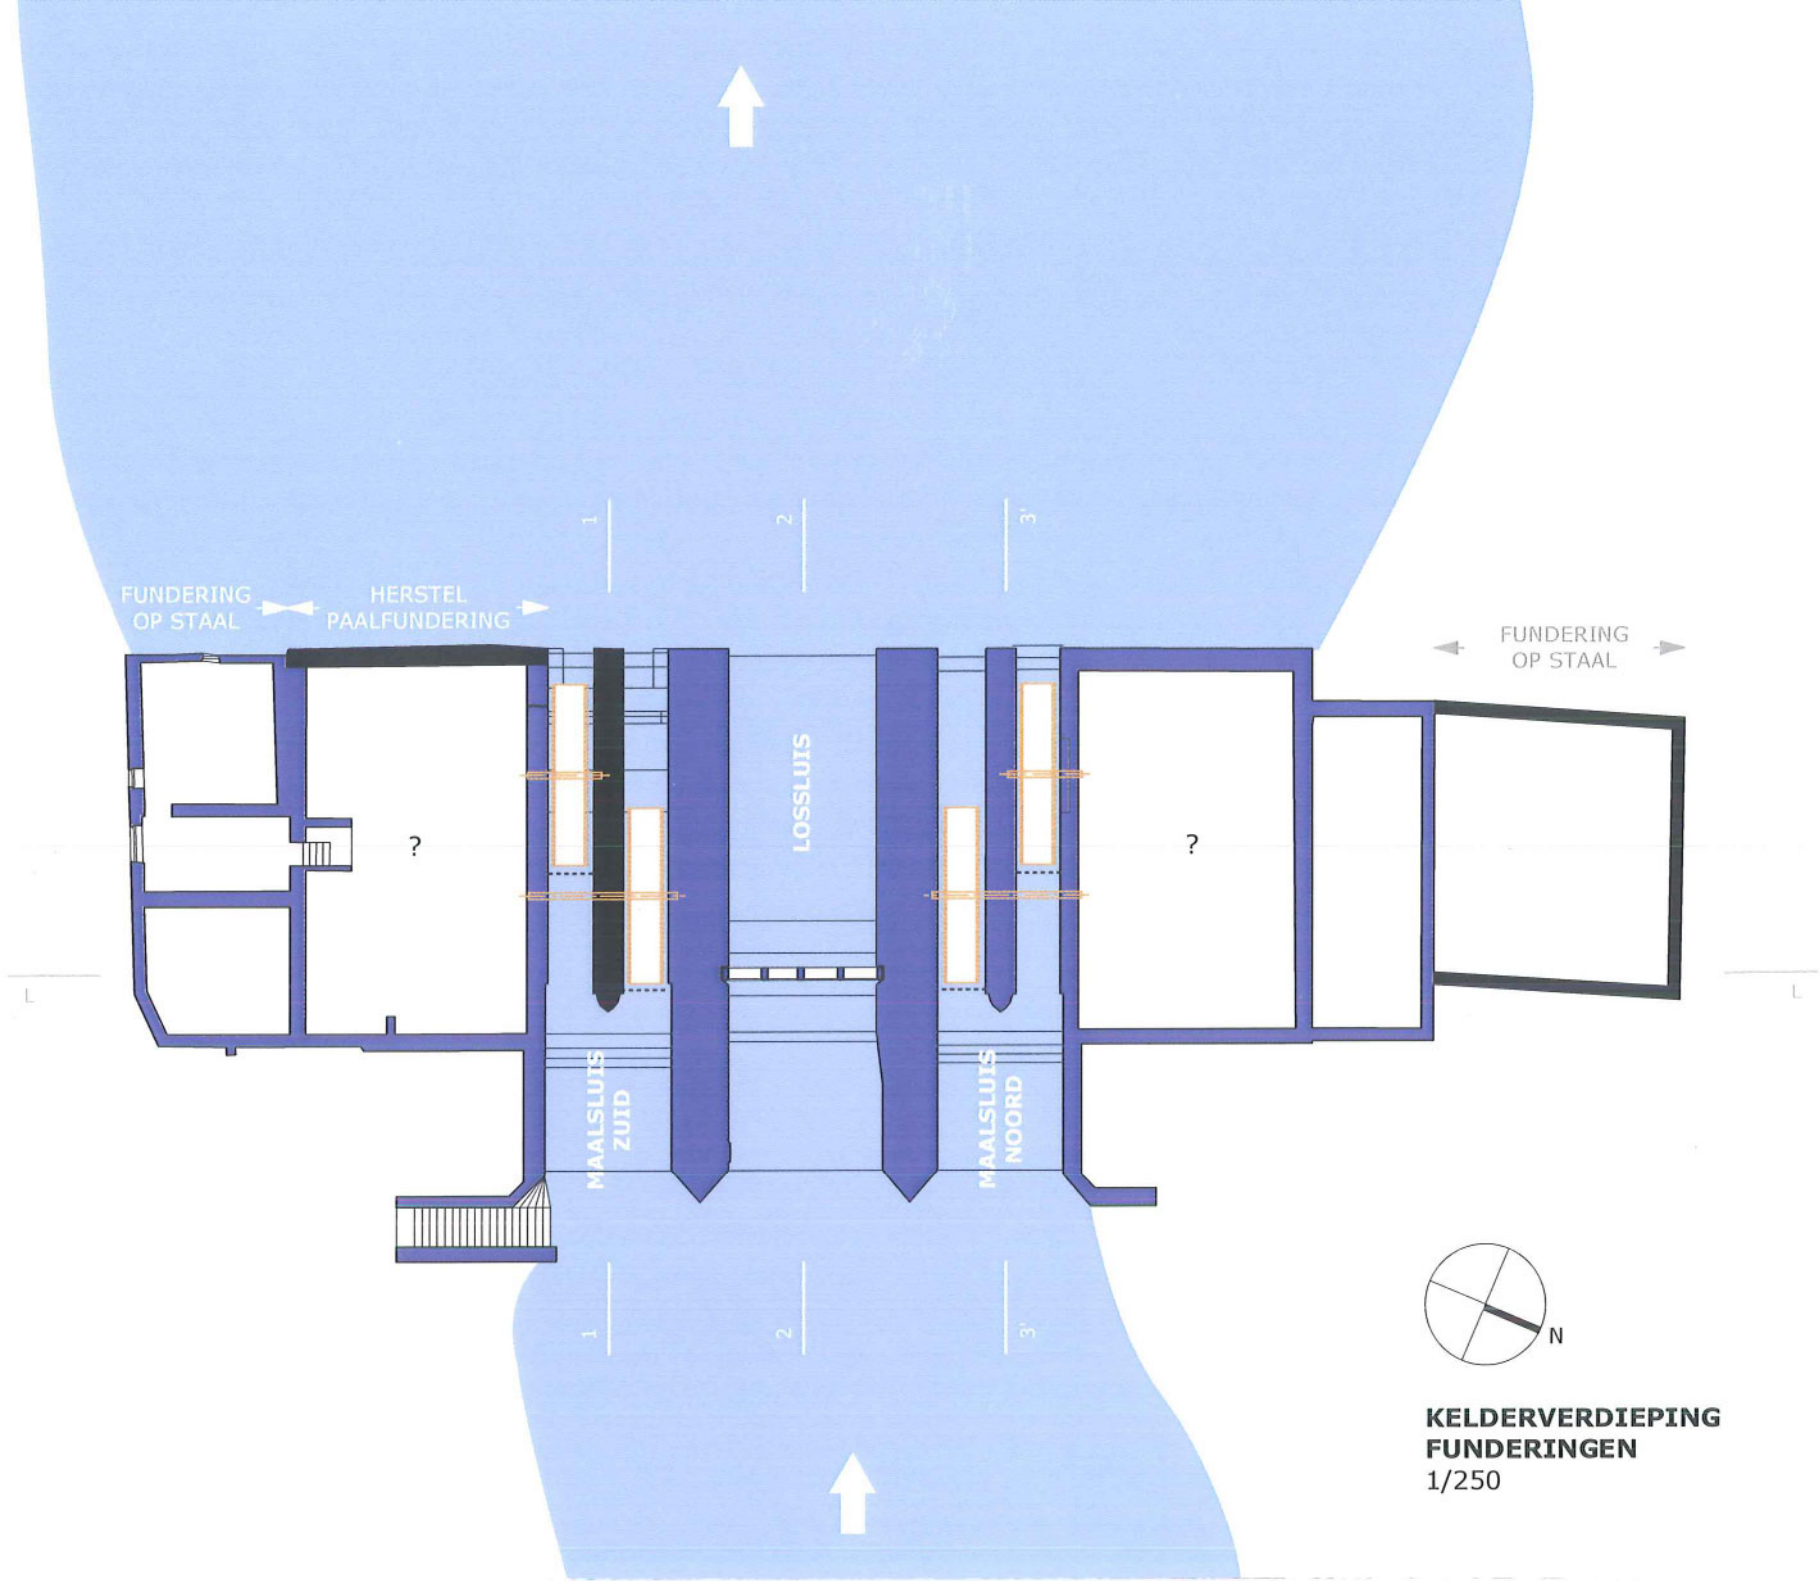 1
2
3'
FUNDERING
OP STAAL
HERSTEL
PAALFUNDERING
FUNDERING
OP STAAL
LOSSLUIS
?
?
L
L
MAALSLUIS
ZUID
MAALSLUIS
NOORD
1
2
3'
N
KELDERVERDIEPING
FUNDERINGEN
1/250